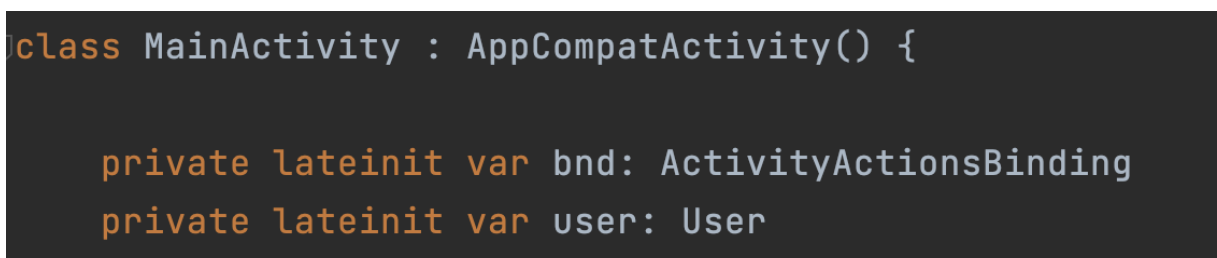 class MainActivity : AppCompatActivity() {
private lateinit var bnd: ActivityActionsBinding
private lateinit var user: User